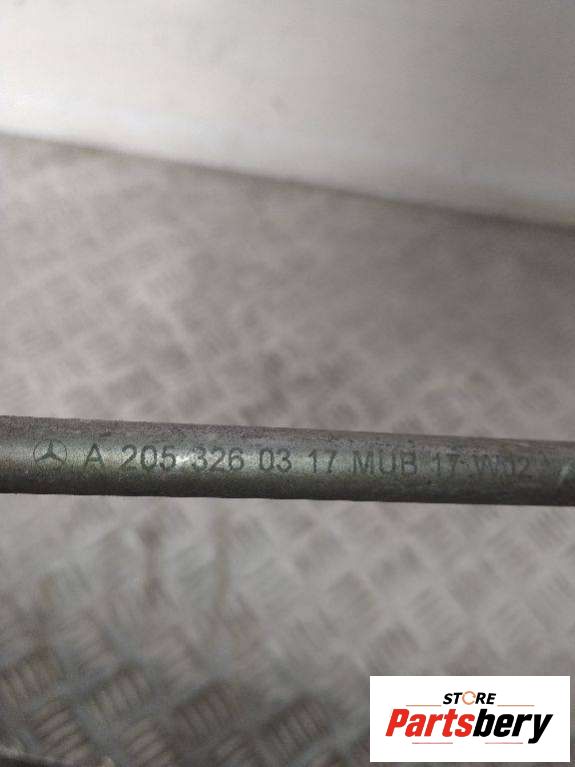 A 205 326 03 17 MUB 17
STORE
Partsbery